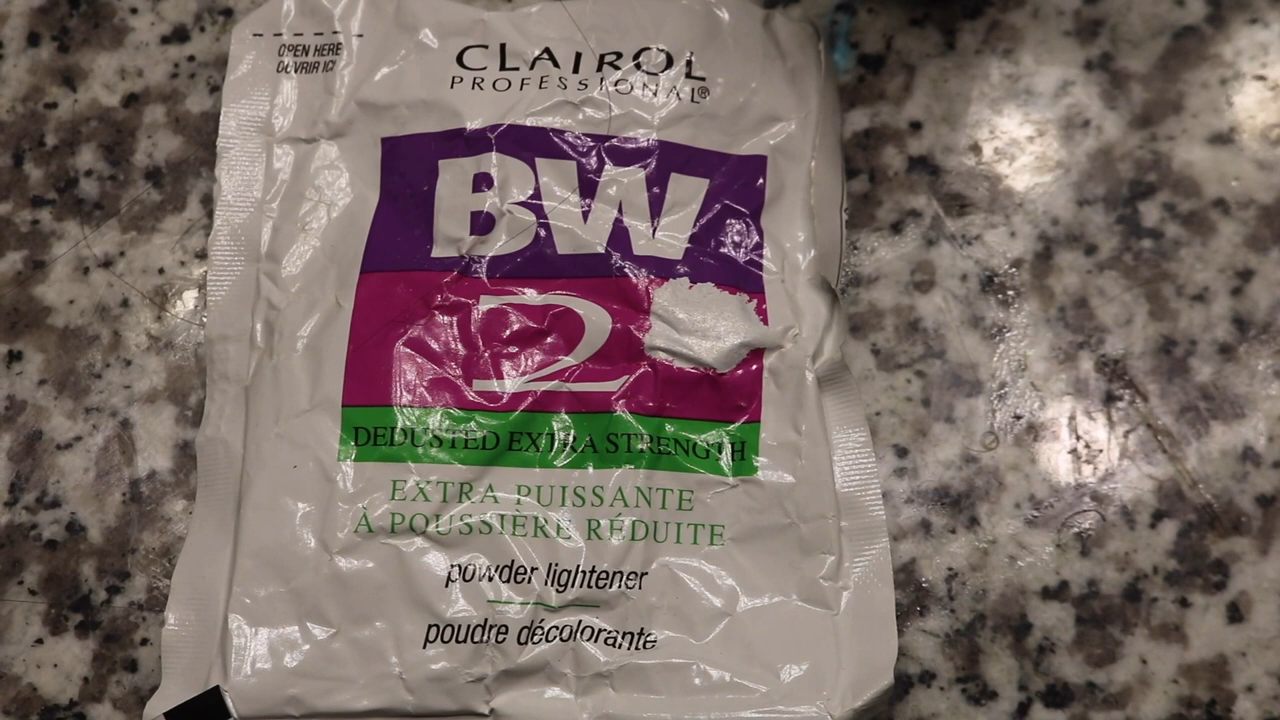 OPEN HERE
OUVRIR ICI
CLAIROL
PROFESSIONAL®
BW
2
DEDUSTED EXTRA STRENGTH
EXTRA PUISSANTE
À POUSSIÈRE RÉDUITE
powder lightener
poudre décolorante